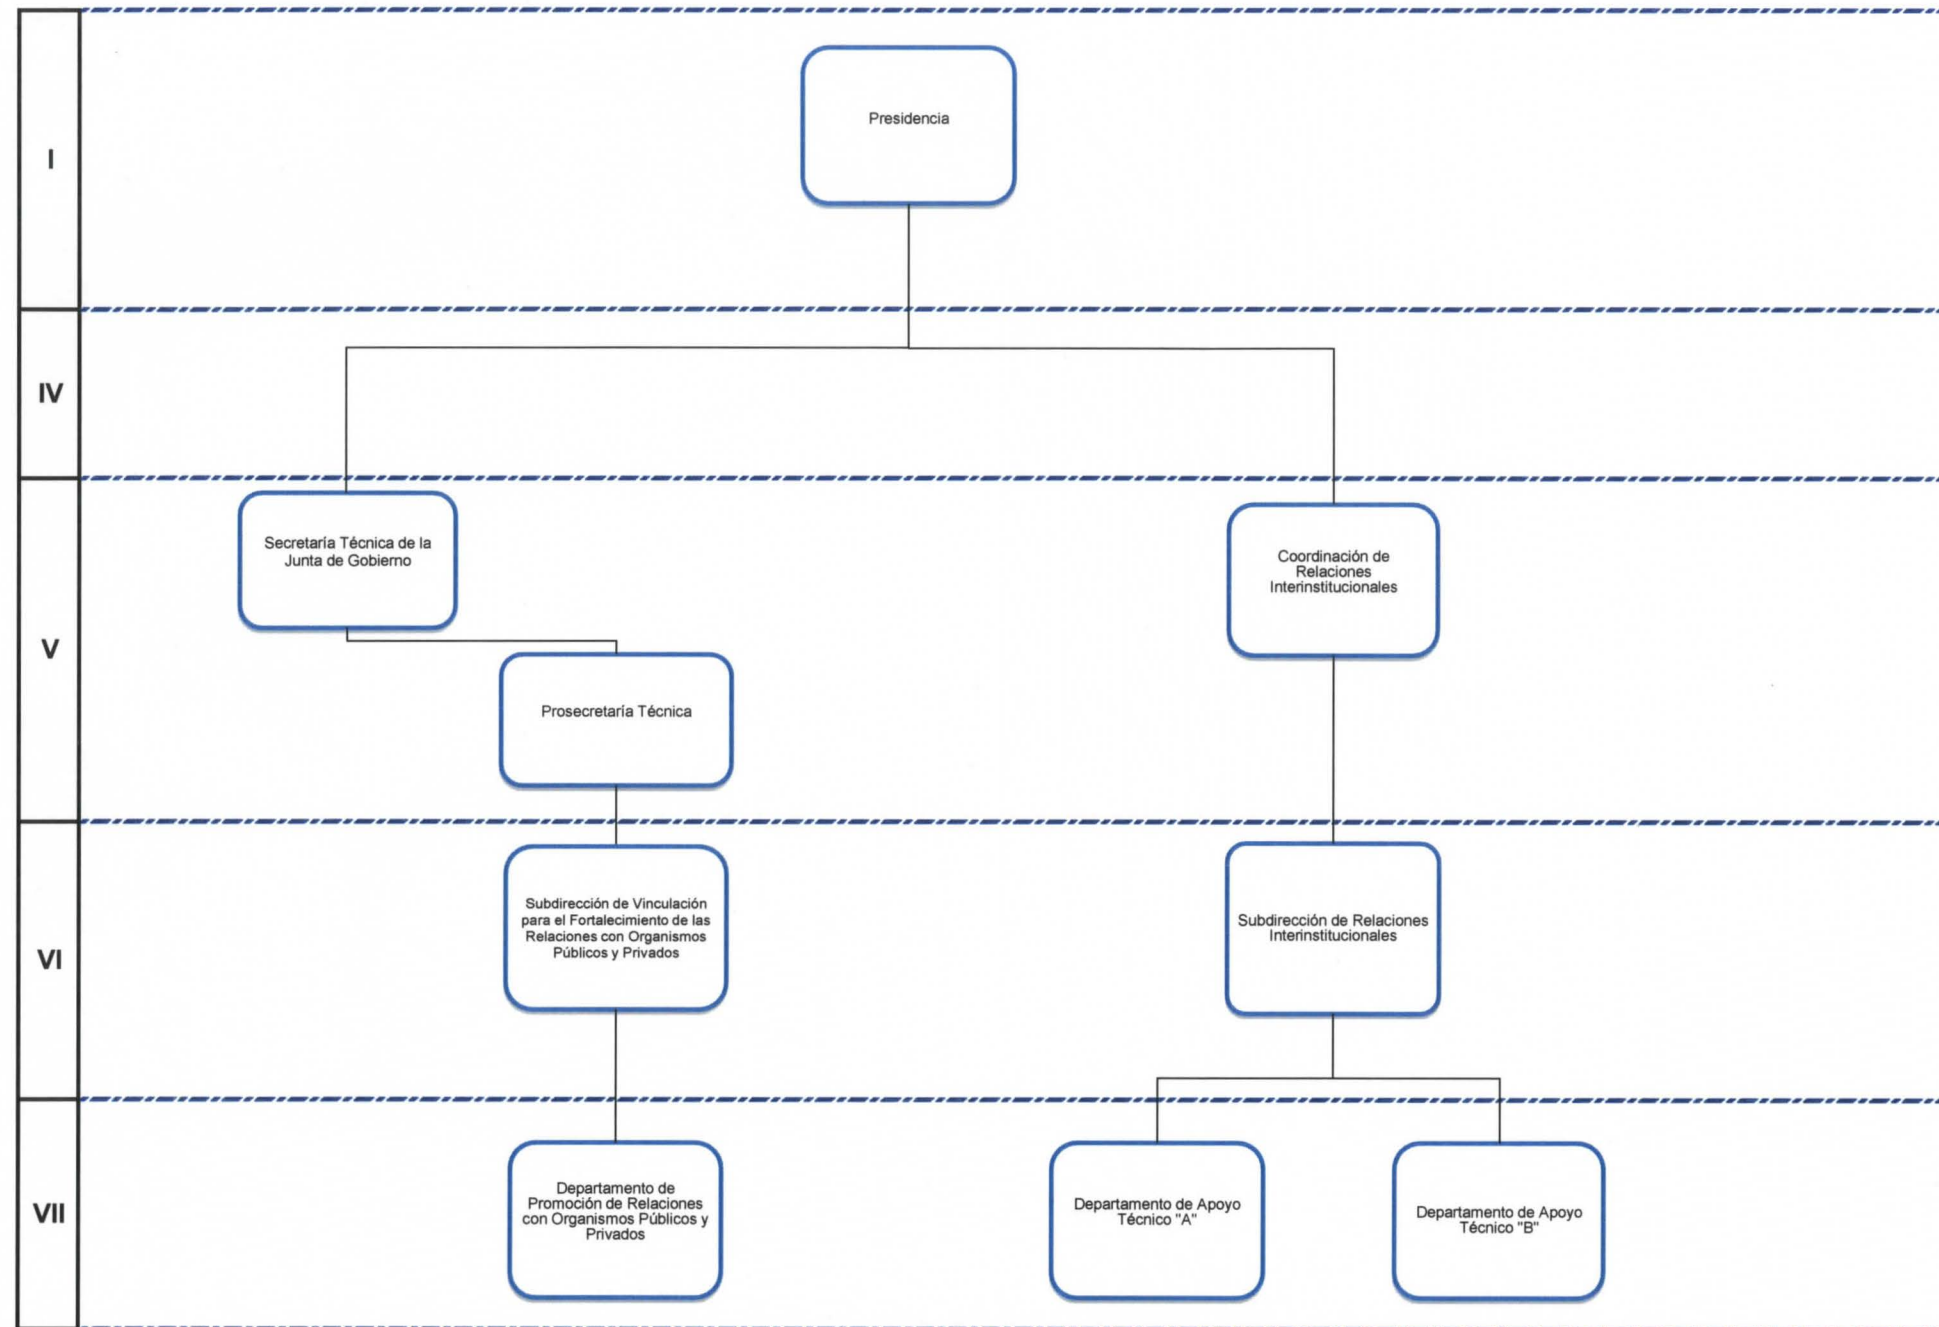 I
Presidencia
IV
V
Secretaría Técnica de la
Junta de Gobierno
Coordinación de
Relaciones
Interinstitucionales
Prosecretaría Técnica
VI
Subdirección de Vinculación
para el Fortalecimiento de las
Relaciones con Organismos
Públicos y Privados
Subdirección de Relaciones
Interinstitucionales
VII
Departamento de
Promoción de Relaciones
con Organismos Públicos y
Privados
Departamento de Apoyo
Técnico "A"
Departamento de Apoyo
Técnico "B"